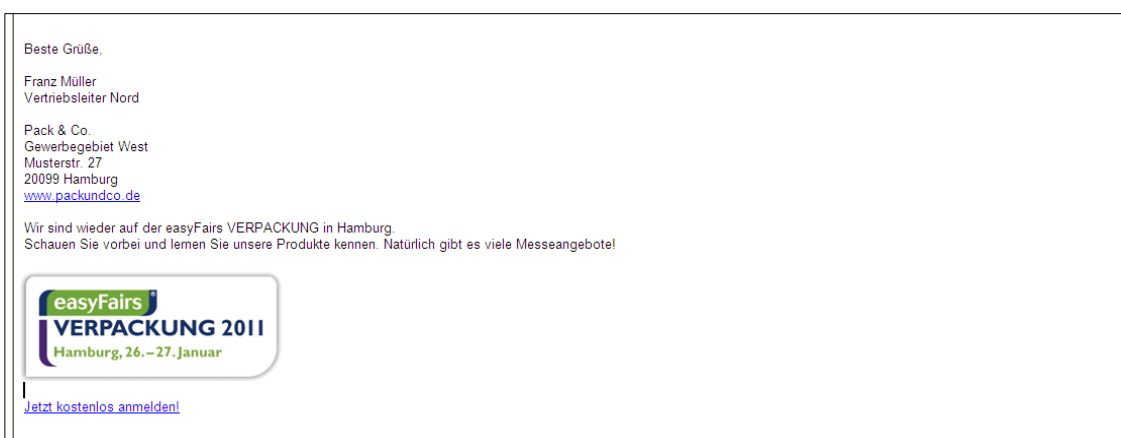 Beste Grüße,
Franz Müller
Vertriebsleiter Nord
Pack & Co.
Gewerbegebiet West
Musterstr. 27
20099 Hamburg
www.packundco.de
Wir sind wieder auf der easyFairs VERPACKUNG in Hamburg.
Schauen Sie vorbei und lernen Sie unsere Produkte kennen. Natürlich gibt es viele Messeangebote!
easyFairs
VERPACKUNG 2011
Hamburg, 26.–27. Januar
Jetzt kostenlos anmelden!